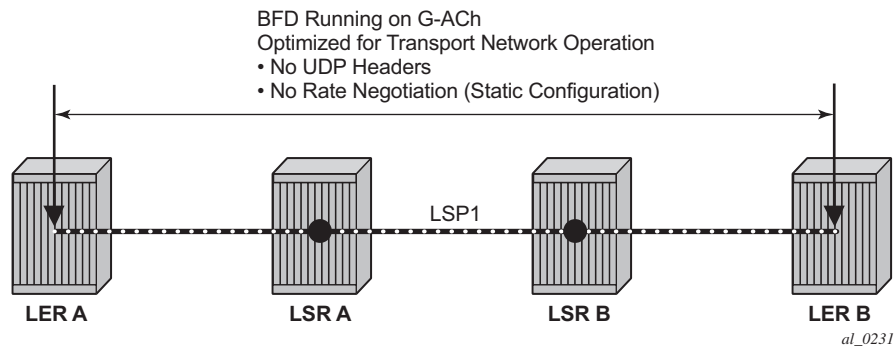 BFD Running on G-ACh
Optimized for Transport Network Operation
• No UDP Headers
• No Rate Negotiation (Static Configuration)
LSP1
LER A
LSR A
LSR B
LER B
al_0231